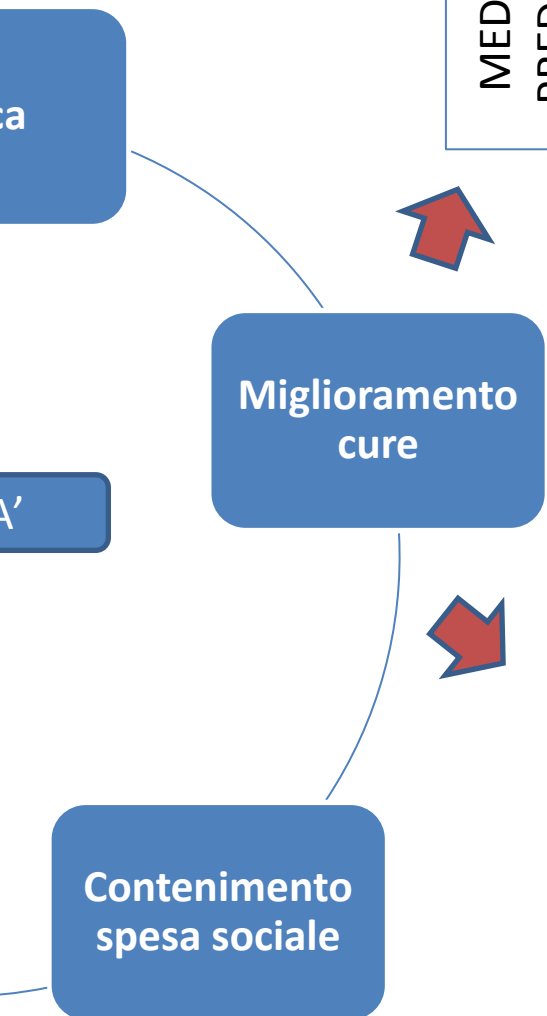 ca
MED
Miglioramento
cure
A'
Contenimento
spesa sociale